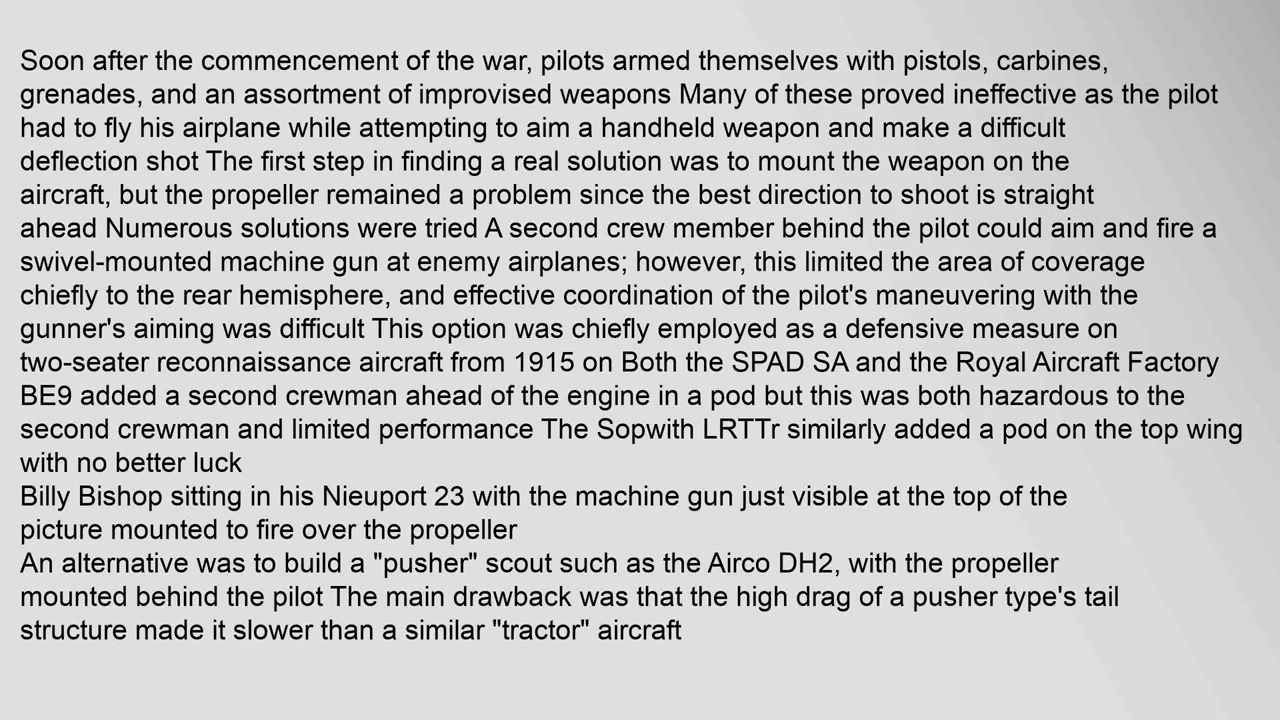 Soon after the commencement of the war, pilots armed themselves with pistols, carbines,
grenades, and an assortment of improvised weapons Many of these proved ineffective as the pilot
had to fly his airplane while attempting to aim a handheld weapon and make a difficult
deflection shot The first step in finding a real solution was to mount the weapon on the
aircraft, but the propeller remained a problem since the best direction to shoot is straight
ahead Numerous solutions were tried A second crew member behind the pilot could aim and fire a
swivel-mounted machine gun at enemy airplanes; however, this limited the area of coverage
chiefly to the rear hemisphere, and effective coordination of the pilot's maneuvering with the
gunner's aiming was difficult This option was chiefly employed as a defensive measure on
two-seater reconnaissance aircraft from 1915 on Both the SPAD SA and the Royal Aircraft Factory
BE9 added a second crewman ahead of the engine in a pod but this was both hazardous to the
second crewman and limited performance The Sopwith LRTTr similarly added a pod on the top wing
with no better luck
Billy Bishop sitting in his Nieuport 23 with the machine gun just visible at the top of the
picture mounted to fire over the propeller
An alternative was to build a "pusher" scout such as the Airco DH2, with the propeller
mounted behind the pilot The main drawback was that the high drag of a pusher type's tail
structure made it slower than a similar "tractor" aircraft